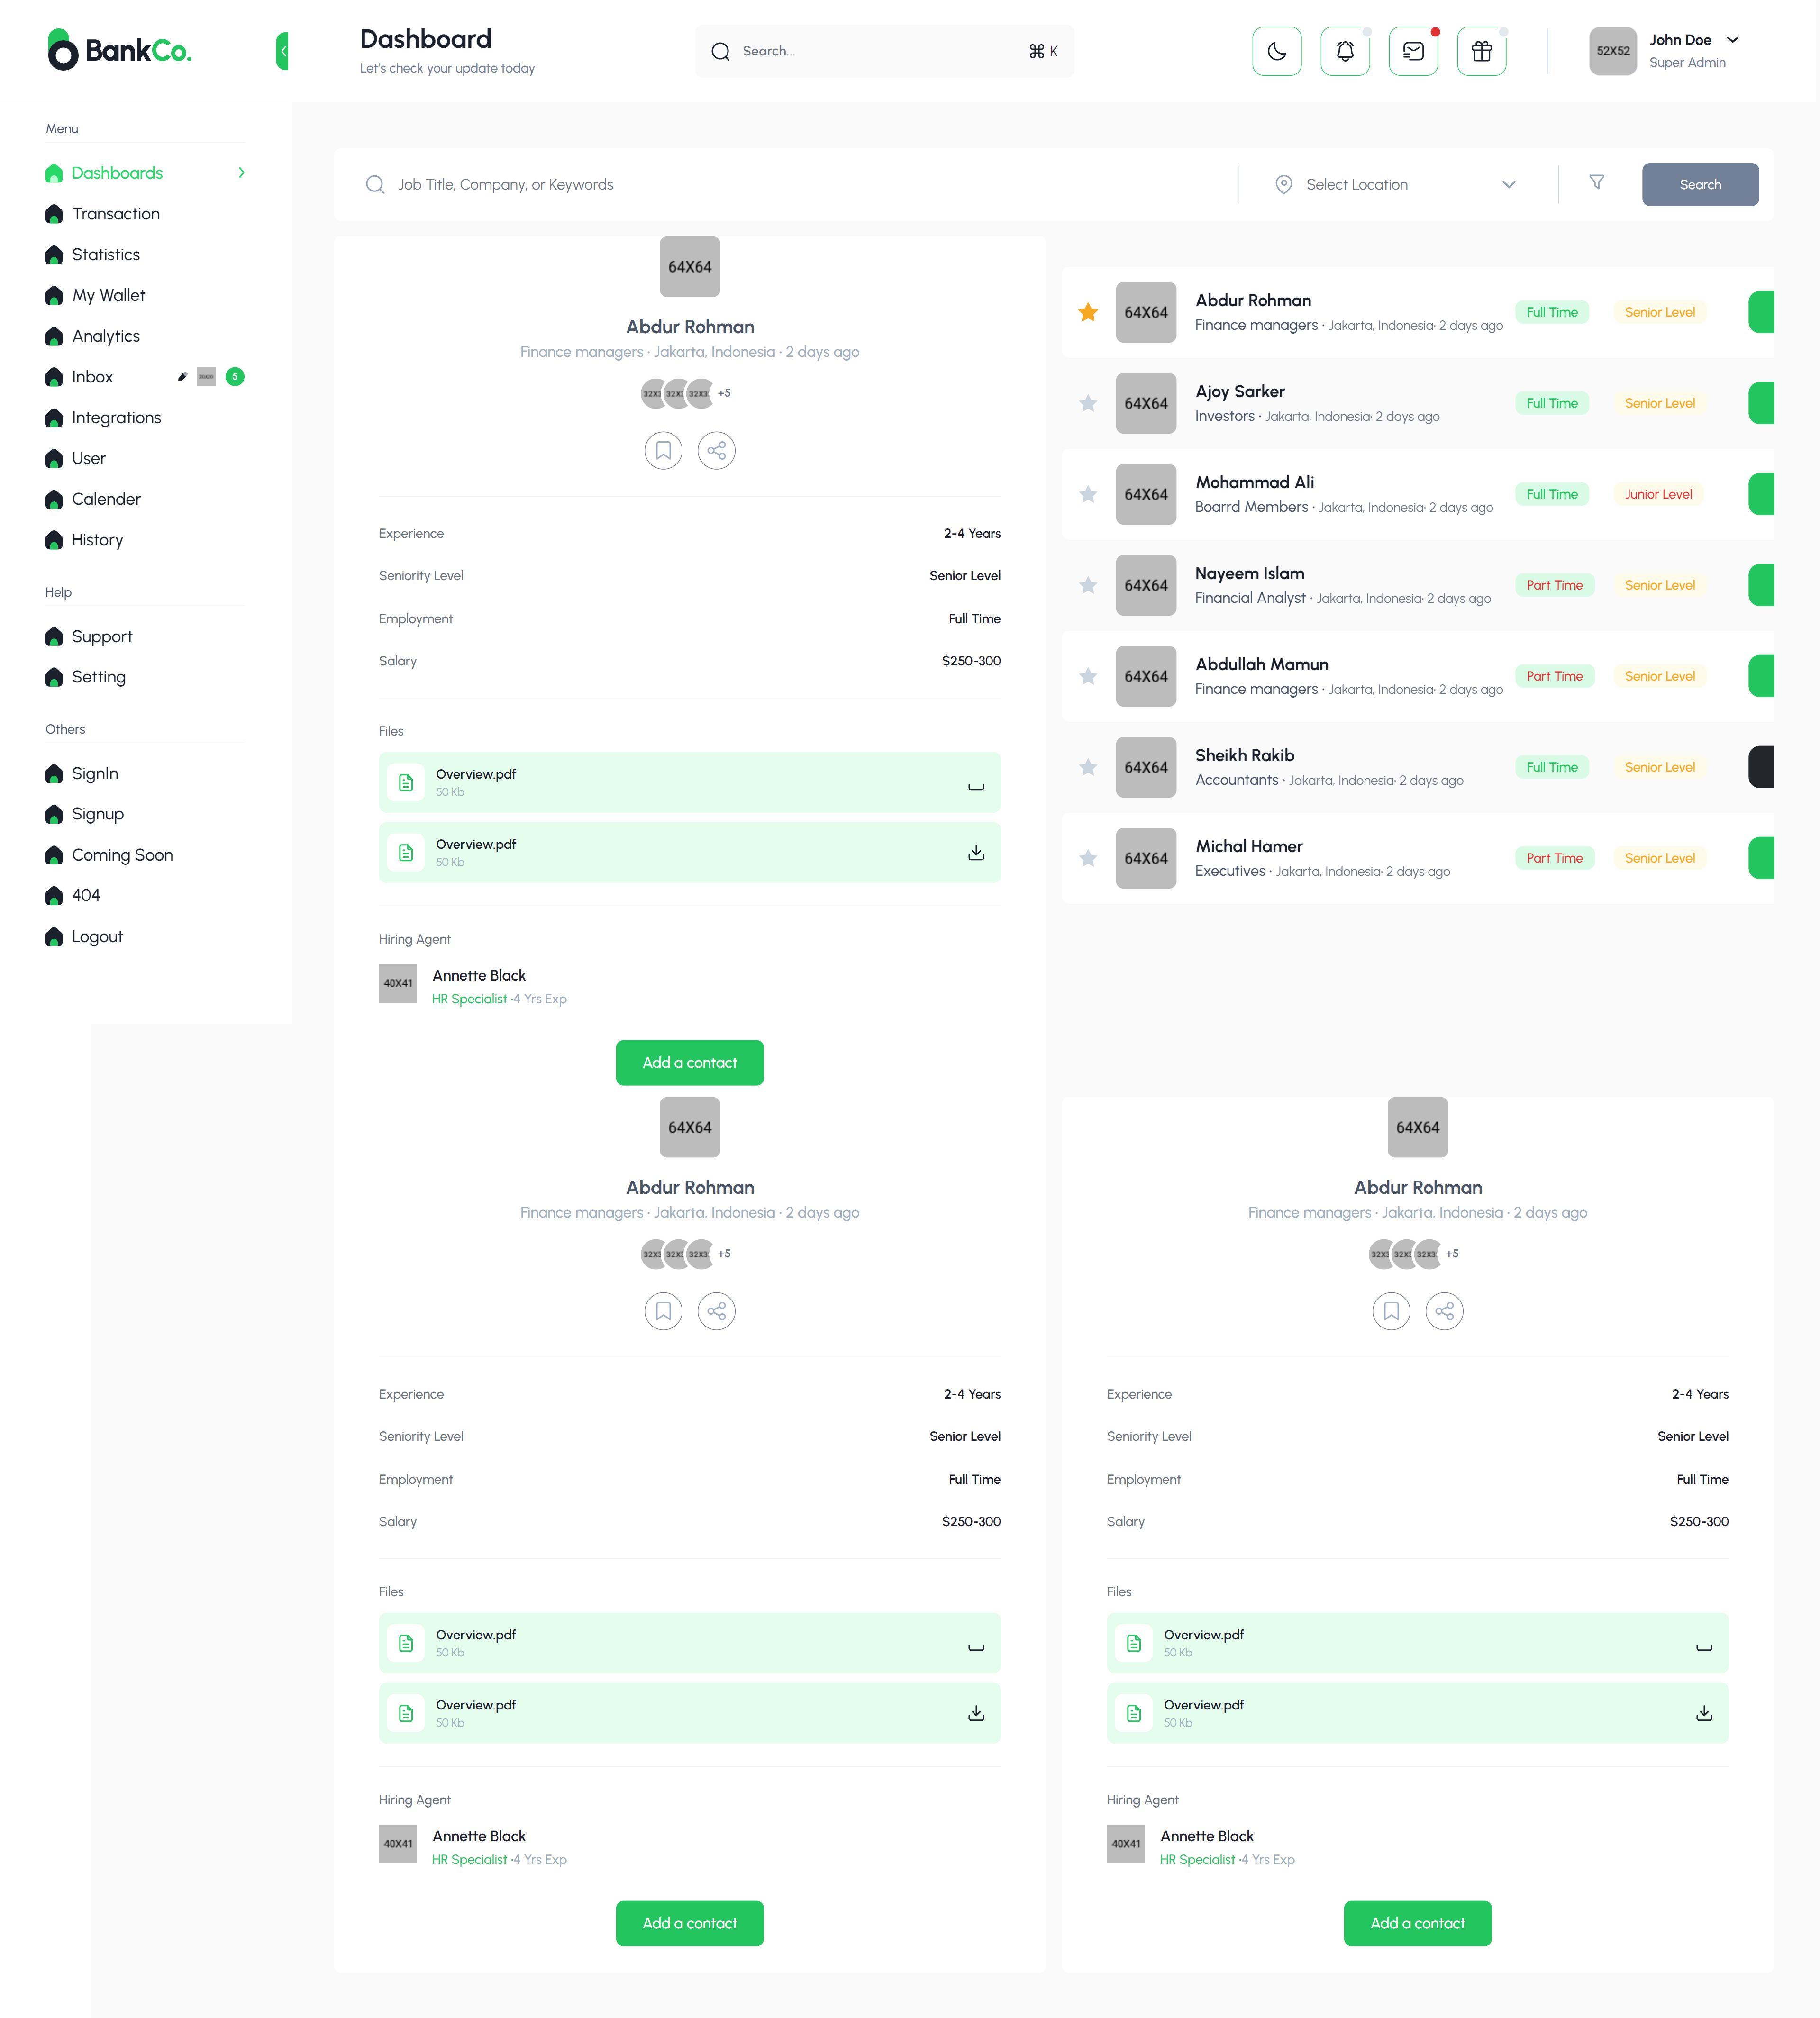 BankCo.
Dashboard
Let's check your update today
Search...
⌘ K
52X52
John Doe
Super Admin
Menu
Dashboards
Transaction
Statistics
My Wallet
Analytics
Inbox
5
Integrations
User
Calender
History
Help
Support
Setting
Others
SignIn
Signup
Coming Soon
404
Logout
Job Title, Company, or Keywords
Select Location
Search
64X64
Abdur Rohman
Finance managers · Jakarta, Indonesia · 2 days ago
32X3 32X3 32X3 +5
Experience 2-4 Years
Seniority Level Senior Level
Employment Full Time
Salary $250-300
Files
Overview.pdf
50 Kb
Overview.pdf
50 Kb
Hiring Agent
40X41
Annette Black
HR Specialist ·4 Yrs Exp
Add a contact
64X64
Abdur Rohman
Finance managers · Jakarta, Indonesia· 2 days ago
Full Time
Senior Level
64X64
Ajoy Sarker
Investors · Jakarta, Indonesia· 2 days ago
Full Time
Senior Level
64X64
Mohammad Ali
Boarrd Members · Jakarta, Indonesia· 2 days ago
Full Time
Junior Level
64X64
Nayeem Islam
Financial Analyst · Jakarta, Indonesia· 2 days ago
Part Time
Senior Level
64X64
Abdullah Mamun
Finance managers · Jakarta, Indonesia· 2 days ago
Part Time
Senior Level
64X64
Sheikh Rakib
Accountants · Jakarta, Indonesia· 2 days ago
Full Time
Senior Level
64X64
Michal Hamer
Executives · Jakarta, Indonesia· 2 days ago
Part Time
Senior Level
64X64
Abdur Rohman
Finance managers · Jakarta, Indonesia · 2 days ago
32X3 32X3 32X3 +5
Experience 2-4 Years
Seniority Level Senior Level
Employment Full Time
Salary $250-300
Files
Overview.pdf
50 Kb
Overview.pdf
50 Kb
Hiring Agent
40X41
Annette Black
HR Specialist ·4 Yrs Exp
Add a contact
64X64
Abdur Rohman
Finance managers · Jakarta, Indonesia · 2 days ago
32X3 32X3 32X3 +5
Experience 2-4 Years
Seniority Level Senior Level
Employment Full Time
Salary $250-300
Files
Overview.pdf
50 Kb
Overview.pdf
50 Kb
Hiring Agent
40X41
Annette Black
HR Specialist ·4 Yrs Exp
Add a contact